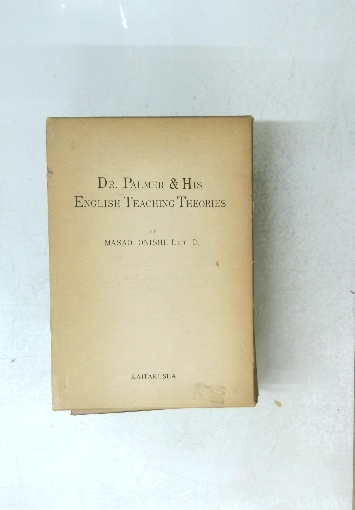 DR. PALMER & HIS
ENGLISH TEACHING THEORIES
BY
MASAO ONISHI, LITT. D.
KAITAKUSHA